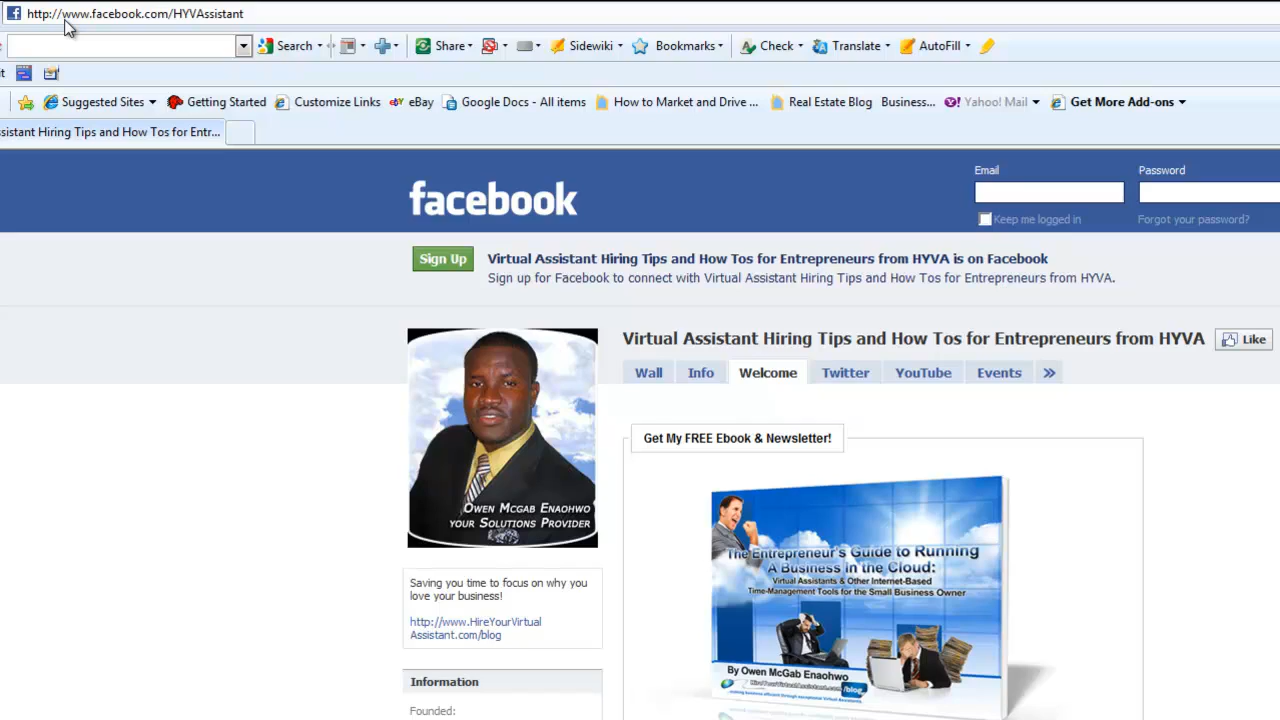 http://www.facebook.com/HYVAssistant
Search
Share
Sidewiki
Bookmarks
Check
Translate
AutoFill
it
Suggested Sites
Getting Started
Customize Links
eBay
Google Docs - All items
How to Market and Drive ...
Real Estate Blog
Business...
Yahoo! Mail
Get More Add-ons
ssistant Hiring Tips and How Tos for Entr...
facebook
Email
Password
Keep me logged in
Forgot your password?
Sign Up
Virtual Assistant Hiring Tips and How Tos for Entrepreneurs from HYVA is on Facebook
Sign up for Facebook to connect with Virtual Assistant Hiring Tips and How Tos for Entrepreneurs from HYVA.
Virtual Assistant Hiring Tips and How Tos for Entrepreneurs from HYVA
Like
Wall
Info
Welcome
Twitter
YouTube
Events
»
OWEN MCGAB ENAOHWO
YOUR SOLUTIONS PROVIDER
Get My FREE Ebook & Newsletter!
The Entrepreneur's Guide to Running
A Business in the Cloud:
Virtual Assistants & Other Internet-Based
Time-Management Tools for the Small Business Owner
By Owen McGab Enaohwo
HireYourVirtualAssistant.com/blog
Saving you time to focus on why you
love your business!
http://www.HireYourVirtual
Assistant.com/blog
Information
Founded: